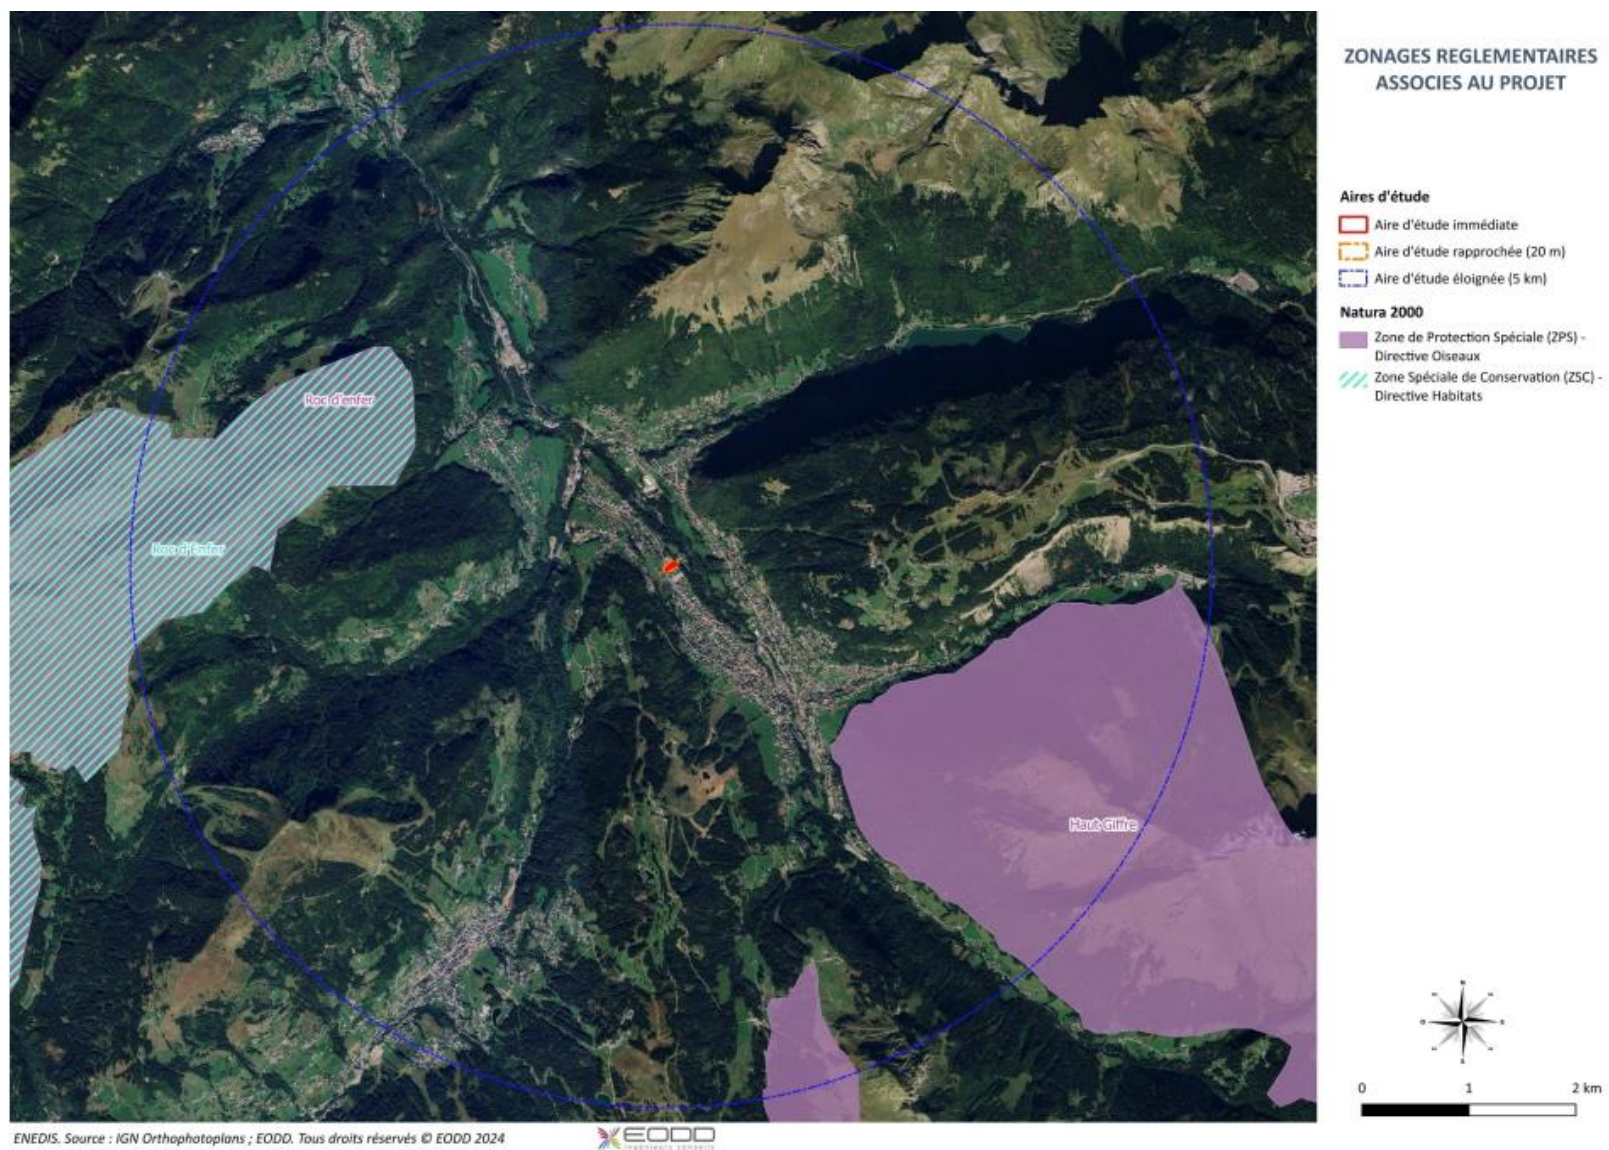 ZONAGES REGLEMENTAIRES
ASSOCIES AU PROJET
Aires d'étude
Aire d'étude immédiate
Aire d'étude rapprochée (20 m)
Aire d'étude éloignée (5 km)
Natura 2000
Zone de Protection Spéciale (ZPS) -
Directive Oiseaux
Zone Spéciale de Conservation (ZSC) -
Directive Habitats
Roc d'enfer
Roc d'Enfer
Haut Giffre
N
S
0 1 2 km
ENEDIS. Source : IGN Orthophotoplans ; EODD. Tous droits réservés © EODD 2024
EODD
ingénieurs conseils